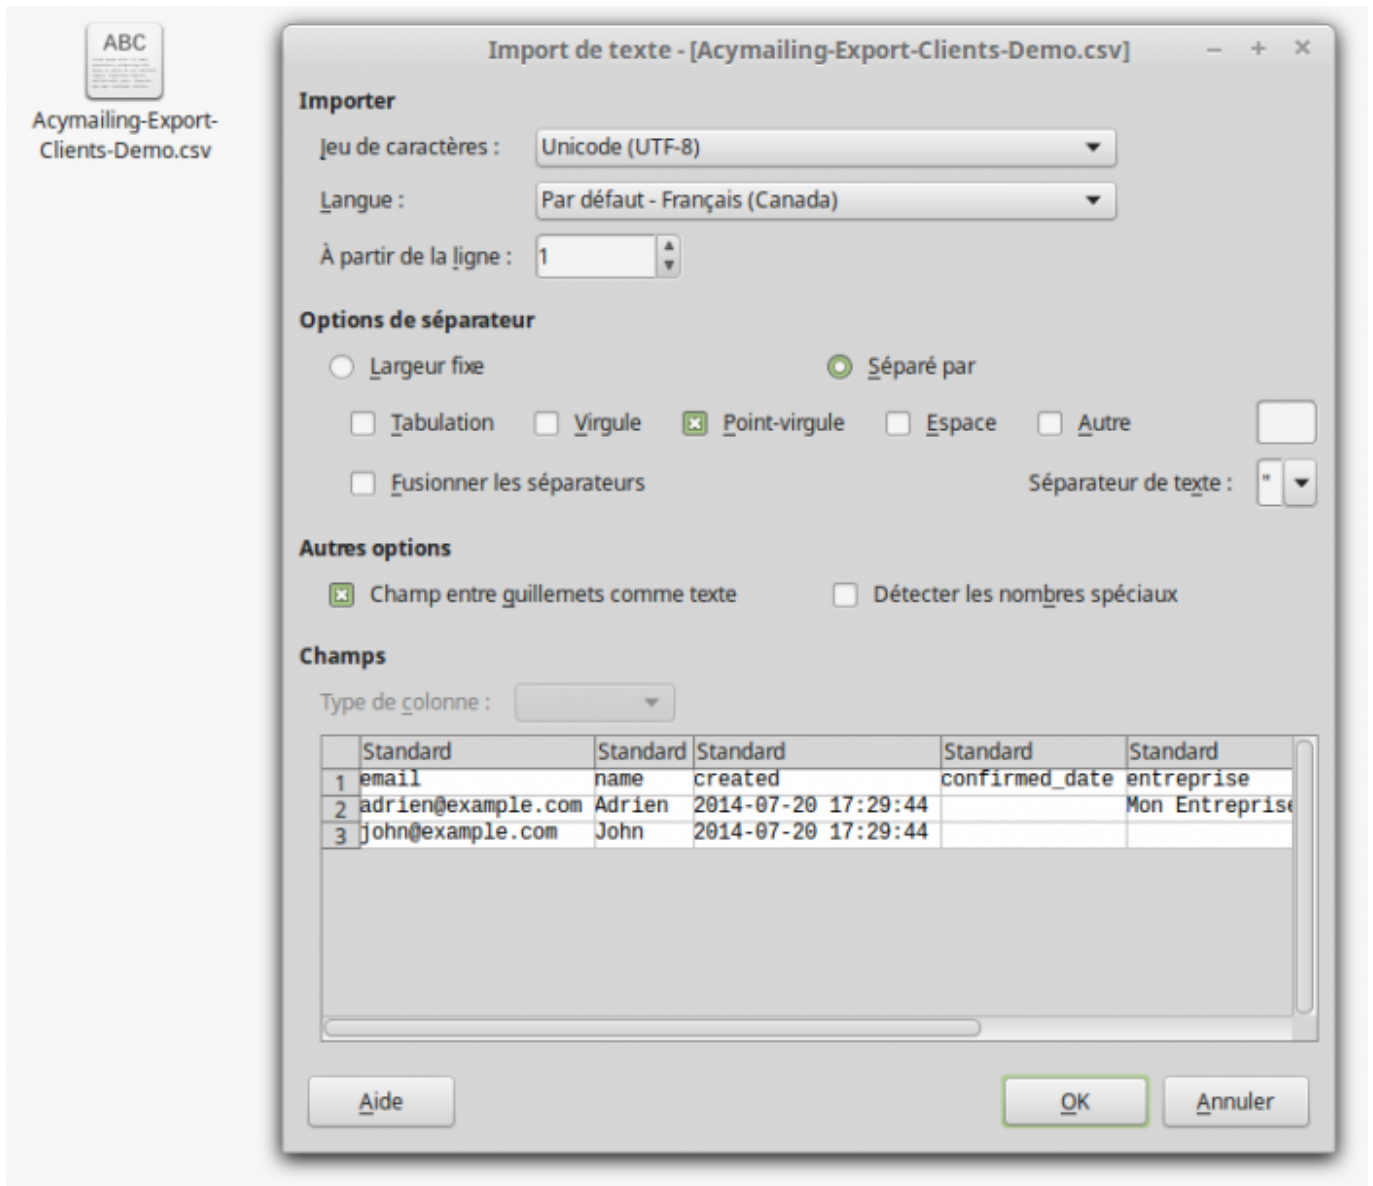 ABC
Acymailing-Export-
Clients-Demo.csv
Import de texte - [Acymailing-Export-Clients-Demo.csv]
Importer
Jeu de caractères : Unicode (UTF-8)
Langue : Par défaut - Français (Canada)
À partir de la ligne : 1
Options de séparateur
Largeur fixe Séparé par
Tabulation Virgule Point-virgule Espace Autre
Fusionner les séparateurs Séparateur de texte : "
Autres options
Champ entre guillemets comme texte Détecter les nombres spéciaux
Champs
Type de colonne :
Standard Standard Standard Standard Standard
1 email name created confirmed_date entreprise
2 adrien@example.com Adrien 2014-07-20 17:29:44 Mon Entreprise
3 john@example.com John 2014-07-20 17:29:44
Aide OK Annuler